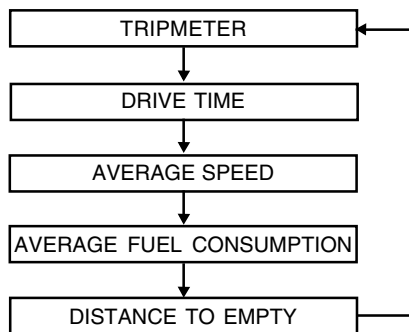 TRIPMETER
DRIVE TIME
AVERAGE SPEED
AVERAGE FUEL CONSUMPTION
DISTANCE TO EMPTY